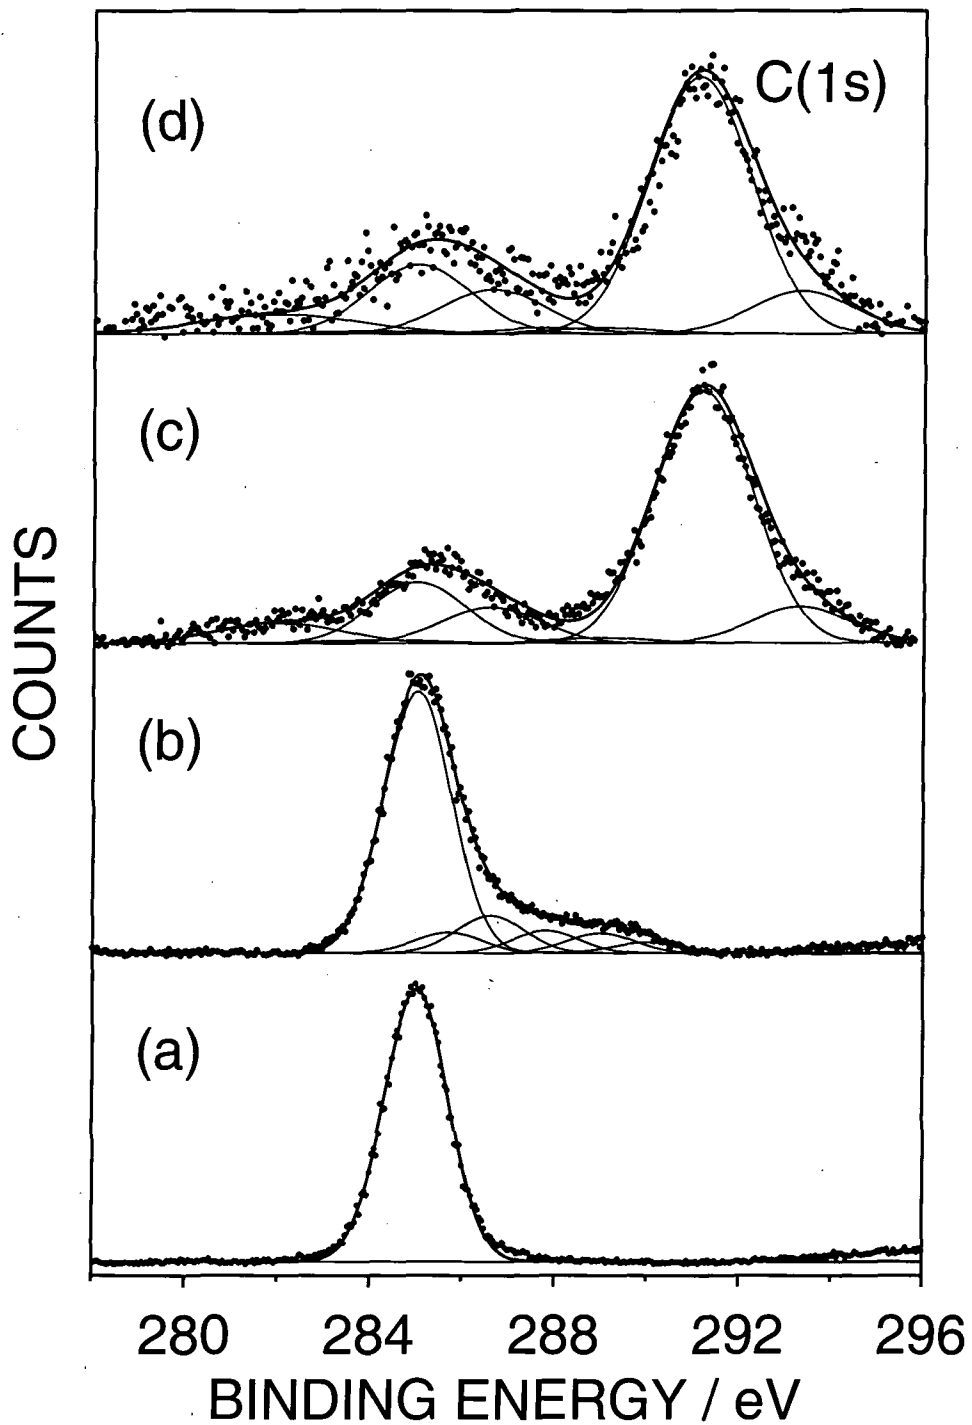 C(1s)
(d)
(c)
(b)
(a)
COUNTS
280 284 288 292 296
BINDING ENERGY / eV